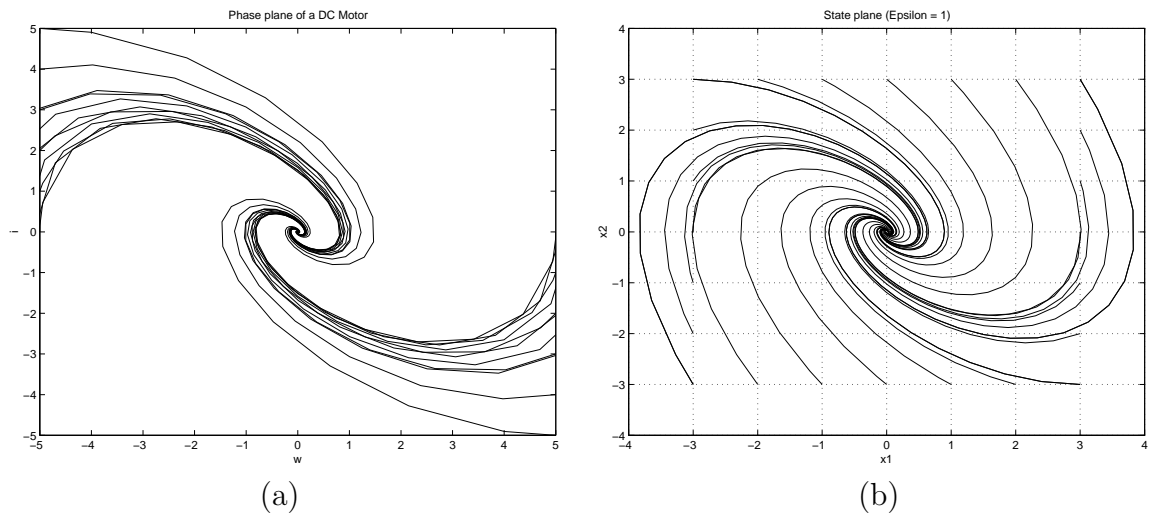 Phase plane of a DC Motor
5
4
3
2
1
0
−1
−2
−3
−4
−5
i
−5 −4 −3 −2 −1 0 1 2 3 4 5
w
(a)
State plane (Epsilon = 1)
4
3
2
1
0
−1
−2
−3
−4
x2
−4 −3 −2 −1 0 1 2 3 4
x1
(b)